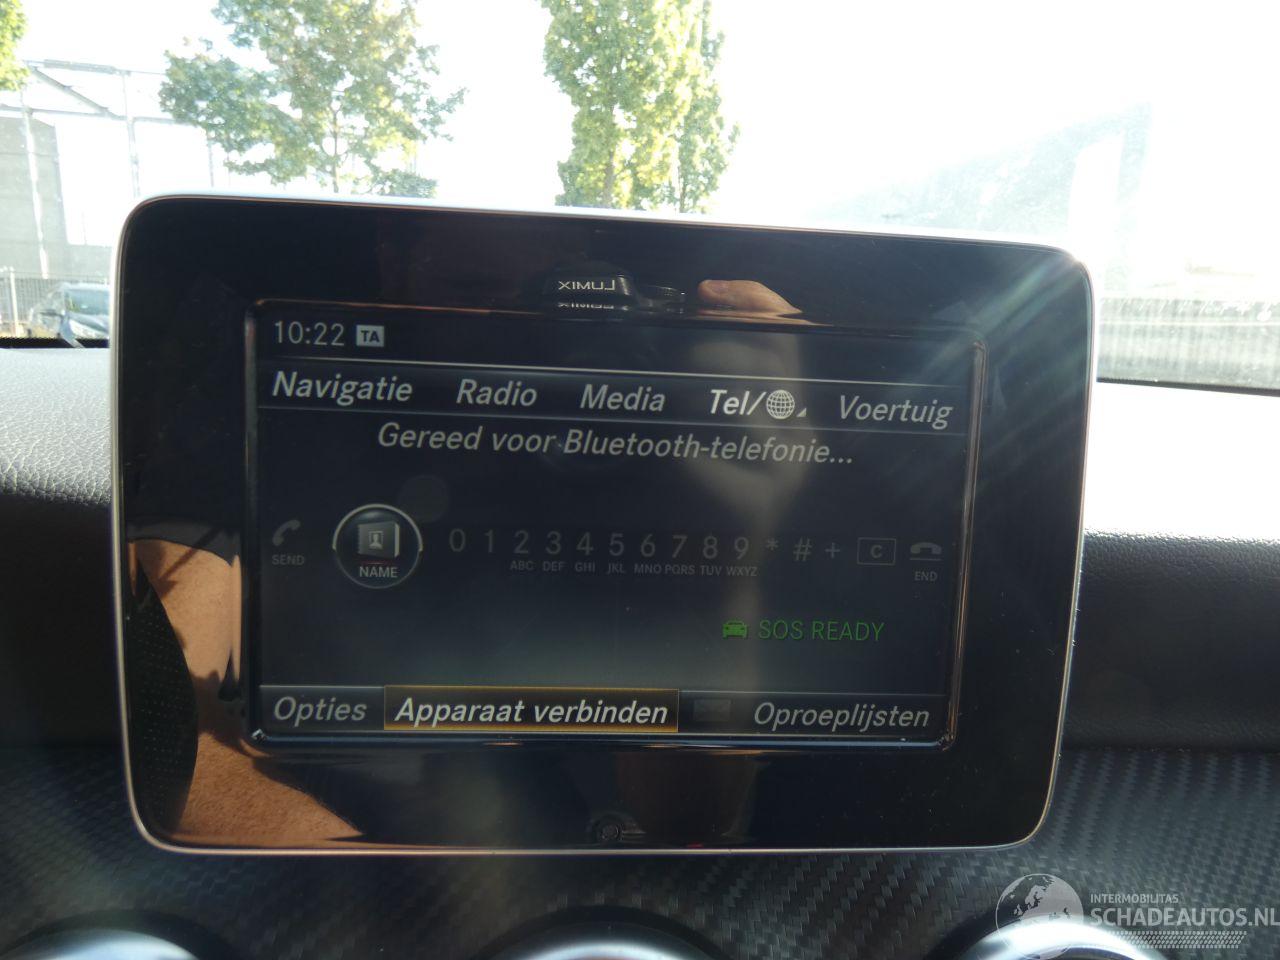 LUMIX
10:22 TA
Navigatie Radio Media Tel/ Voertuig
Gereed voor Bluetooth-telefonie...
0 1 2 3 4 5 6 7 8 9 * # + C
SEND NAME ABC DEF GHI JKL MNO PQRS TUV WXYZ END
SOS READY
Opties Apparaat verbinden Oproeplijsten
INTERMOBILITAS
SCHADEAUTOS.NL